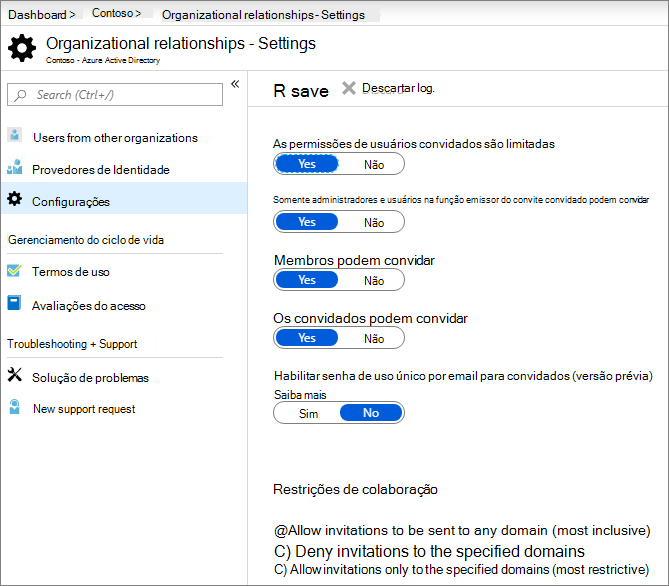 Dashboard > Contoso > Organizational relationships - Settings
Organizational relationships - Settings
Contoso - Azure Active Directory
«
Search (Ctrl+/)
Users from other organizations
Provedores de Identidade
Configurações
Gerenciamento do ciclo de vida
Termos de uso
Avaliações do acesso
Troubleshooting + Support
Solução de problemas
New support request
R save Descartar log.
As permissões de usuários convidados são limitadas
Yes Não
Somente administradores e usuários na função emissor do convite convidado podem convidar
Yes Não
Membros podem convidar
Yes Não
Os convidados podem convidar
Yes Não
Habilitar senha de uso único por email para convidados (versão prévia)
Saiba mais
Sim No
Restrições de colaboração
@Allow invitations to be sent to any domain (most inclusive)
C) Deny invitations to the specified domains
C) Allow invitations only to the specified domains (most restrictive)